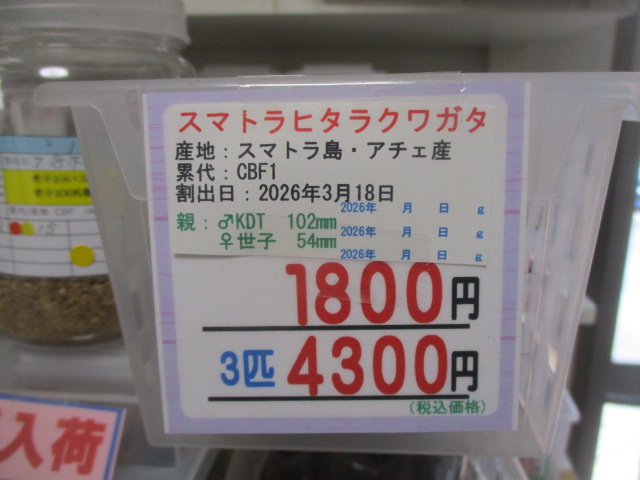 スマトラヒタラクワガタ
産地：スマトラ島・アチェ産
累代：CBF1
割出日：2026年3月18日
2026年 月 日 g
親：♂KDT 102mm
2026年 月 日 g
♀世子 54mm
2026年 月 日 g
1800円
3匹 4300円
(税込価格)
入荷